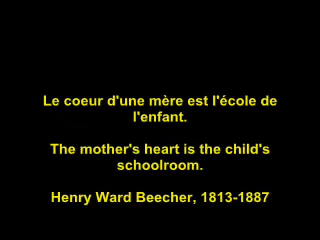 Le coeur d'une mère est l'école de
l'enfant.
The mother's heart is the child's
schoolroom.
Henry Ward Beecher, 1813-1887